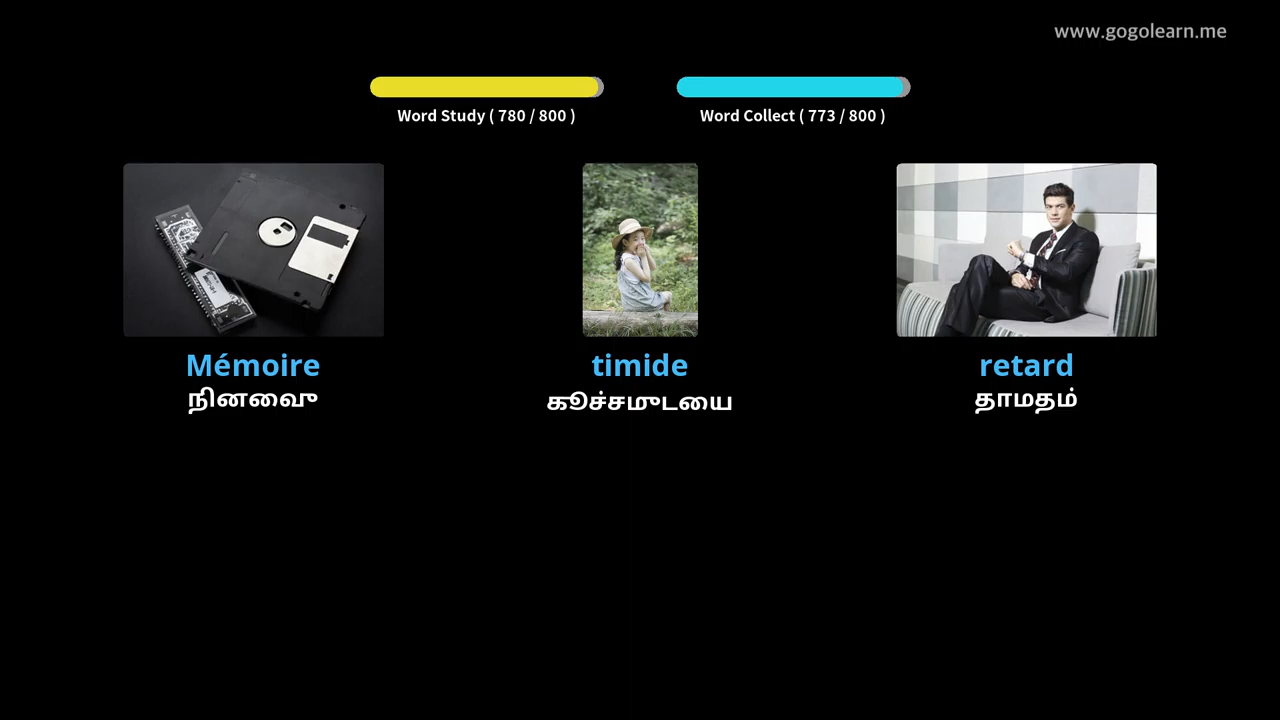 www.gogolearn.me
Word Study ( 780 / 800 )
Word Collect ( 773 / 800 )
Mémoire
timide
retard
நினைவு
கூச்சமுடைய
தாமதம்